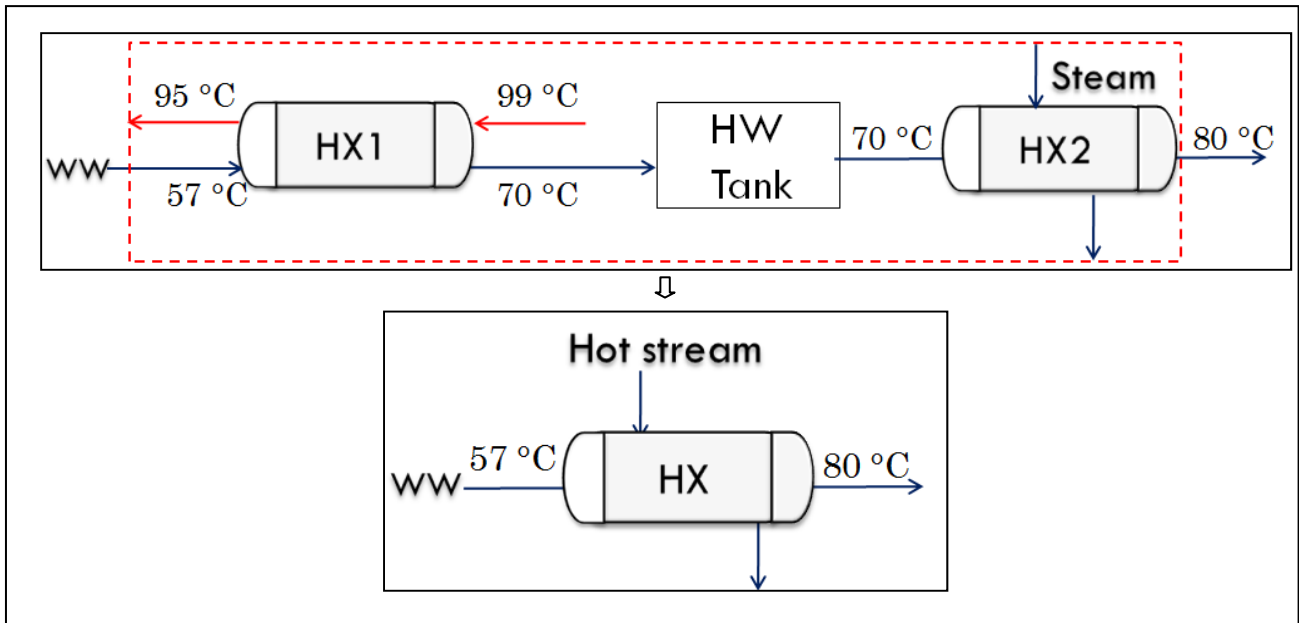 Steam
95 °C
99 °C
HX1
HW
Tank
70 °C
HX2
80 °C
WW
57 °C
70 °C
Hot stream
WW
57 °C
HX
80 °C